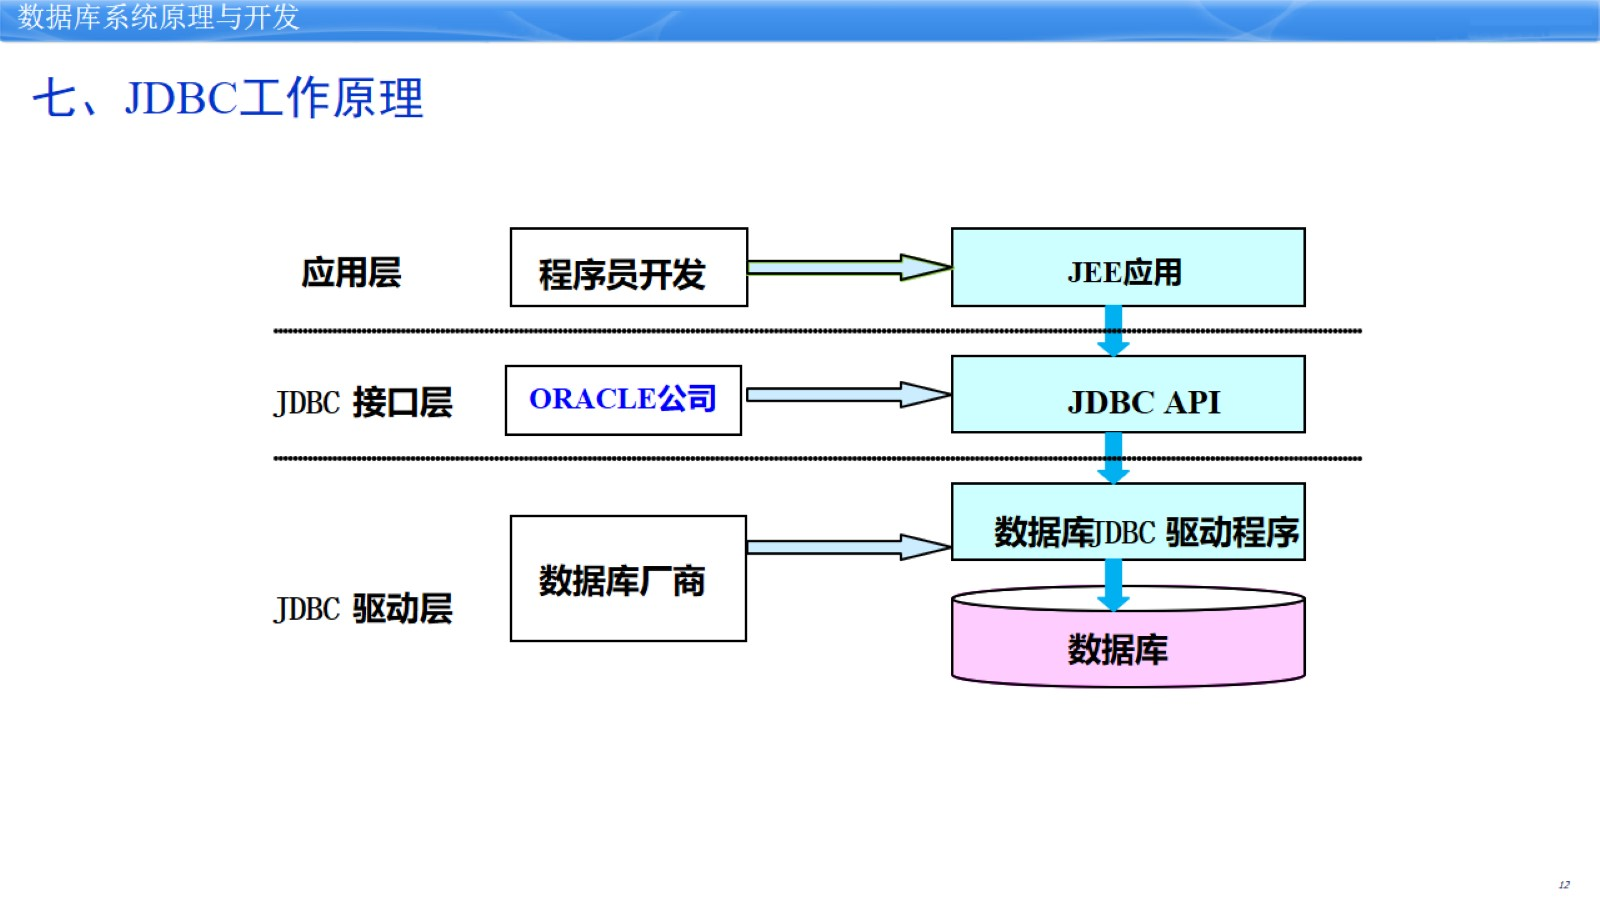 数据库系统原理与开发
七、JDBC工作原理
应用层
程序员开发
JEE应用
JDBC 接口层
ORACLE公司
JDBC API
数据库JDBC 驱动程序
JDBC 驱动层
数据库厂商
数据库
12